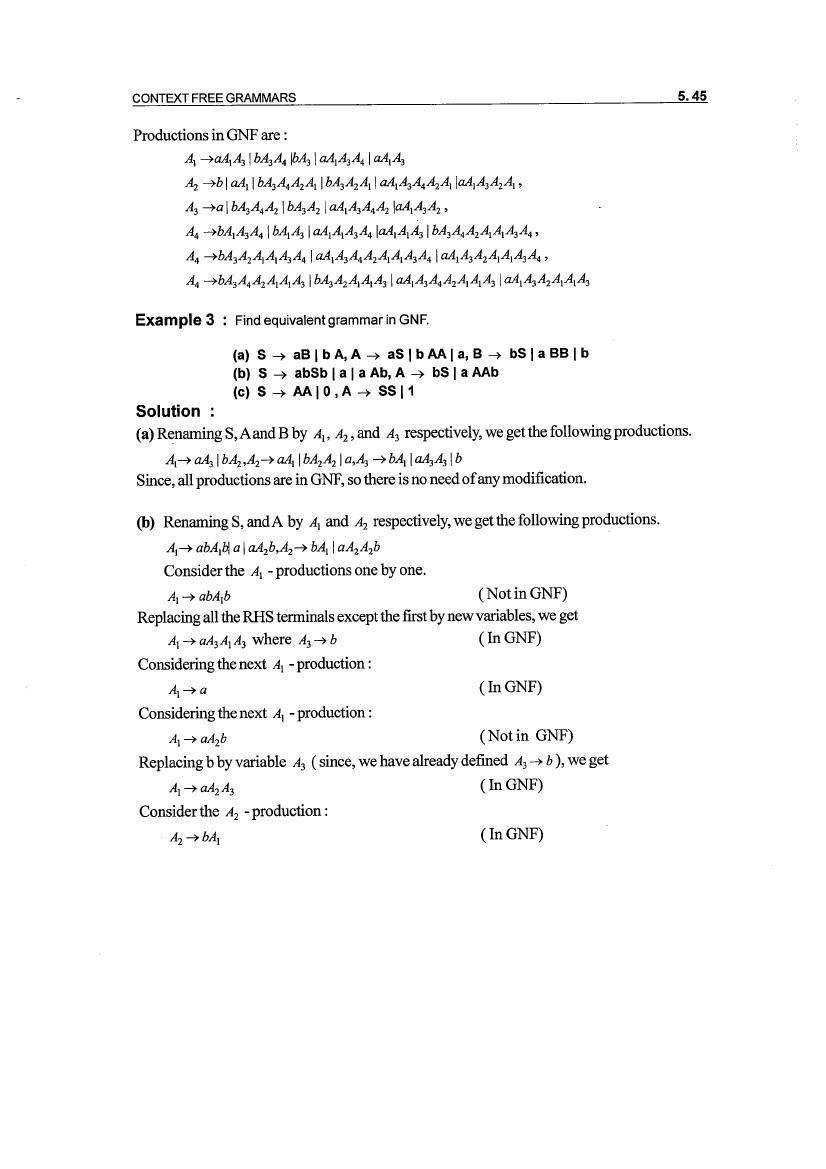 CONTEXT FREE GRAMMARS 5.45
Productions in GNF are :
A₁ →aA₁A₃ | bA₃A₄ |bA₃ | aA₁A₃A₄ | aA₁A₃
A₂ →b | aA₁ | bA₃A₄A₂A₁ | bA₃A₂A₁ | aA₁A₃A₄A₂A₁ |aA₁A₃A₂A₁ ,
A₃ →a | bA₃A₄A₂ | bA₃A₂ | aA₁A₃A₄A₂ |aA₁A₃A₂ ,
A₄ →bA₁A₃A₄ | bA₁A₃ | aA₁A₁A₃A₄ |aA₁A₁A₃ | bA₃A₄A₂A₁A₁A₃A₄ ,
A₄ →bA₃A₂A₁A₁A₃A₄ | aA₁A₃A₄A₂A₁A₁A₃A₄ | aA₁A₃A₂A₁A₁A₃A₄ ,
A₄ →bA₃A₄A₂A₁A₁A₃ | bA₃A₂A₁A₁A₃ | aA₁A₃A₄A₂A₁A₁A₃ | aA₁A₃A₂A₁A₁A₃
Example 3 : Find equivalent grammar in GNF.
(a) S → aB | b A, A → aS | b AA | a, B → bS | a BB | b
(b) S → abSb | a | a Ab, A → bS | a AAb
(c) S → AA | 0 , A → SS | 1
Solution :
(a) Renaming S, A and B by A₁, A₂ , and A₃ respectively, we get the following productions.
A₁→ aA₃ | bA₂ ,A₂→ aA₁ | bA₂A₂ | a,A₃ → bA₁ | aA₃A₃ | b
Since, all productions are in GNF, so there is no need of any modification.
(b) Renaming S, and A by A₁ and A₂ respectively, we get the following productions.
A₁→ abA₁b| a | aA₂b,A₂→ bA₁ | aA₂A₂b
Consider the A₁ - productions one by one.
A₁ → abA₁b ( Not in GNF)
Replacing all the RHS terminals except the first by new variables, we get
A₁ → aA₃A₁A₃ where A₃ → b ( In GNF)
Considering the next A₁ - production :
A₁ → a ( In GNF)
Considering the next A₁ - production :
A₁ → aA₂b ( Not in GNF)
Replacing b by variable A₃ ( since, we have already defined A₃ → b ), we get
A₁ → aA₂A₃ ( In GNF)
Consider the A₂ - production :
A₂ → bA₁ ( In GNF)